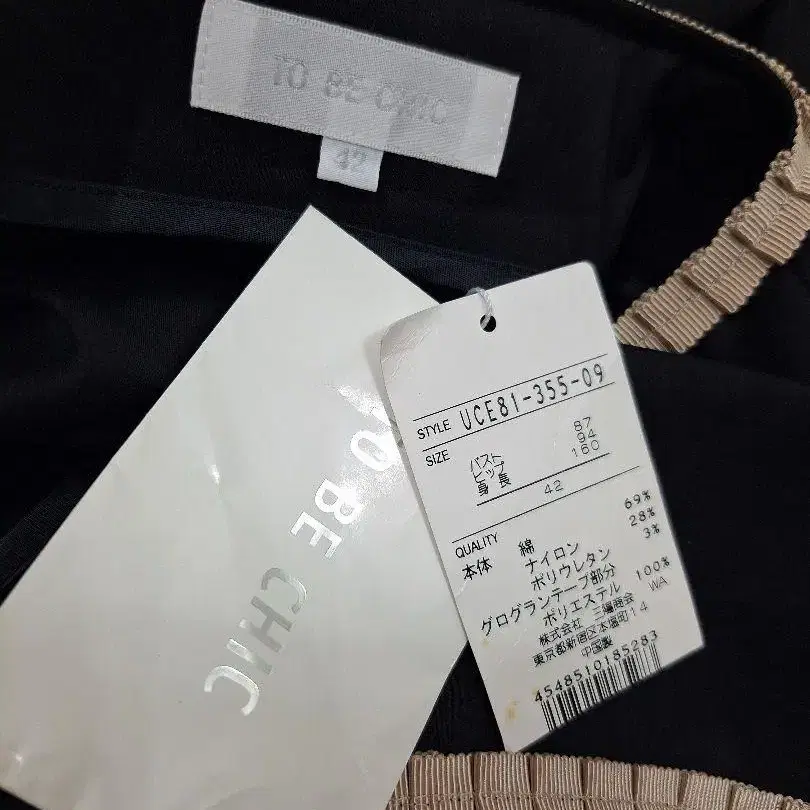 TO BE CHIC
42
TO BE CHIC
STYLE UCE81-355-09
SIZE
バスト 87
ヒップ 94
身長 160
42
QUALITY
本体 綿 69%
ナイロン 28%
ポリウレタン 3%
グログランテープ部分
ポリエステル 100%
株式会社 三陽商会 WA
東京都新宿区本塩町14
中国製
4548510185283